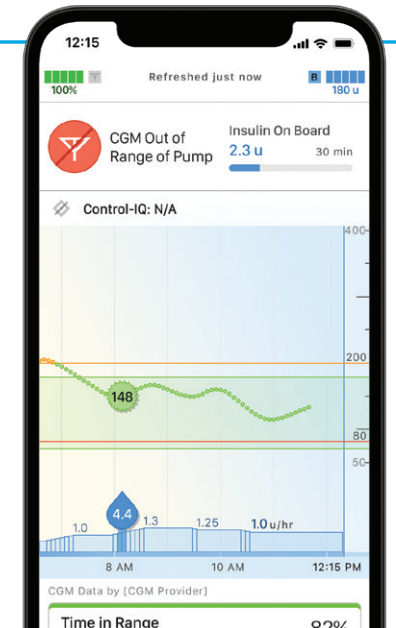 12:15
Refreshed just now
B
100%
180 u
CGM Out of
Range of Pump
Insulin On Board
2.3 u
30 min
Control-IQ: N/A
400
200
148
80
50
4.4
1.0
1.3
1.25
1.0 u/hr
8 AM
10 AM
12:15 PM
CGM Data by [CGM Provider]
Time in Range
82%